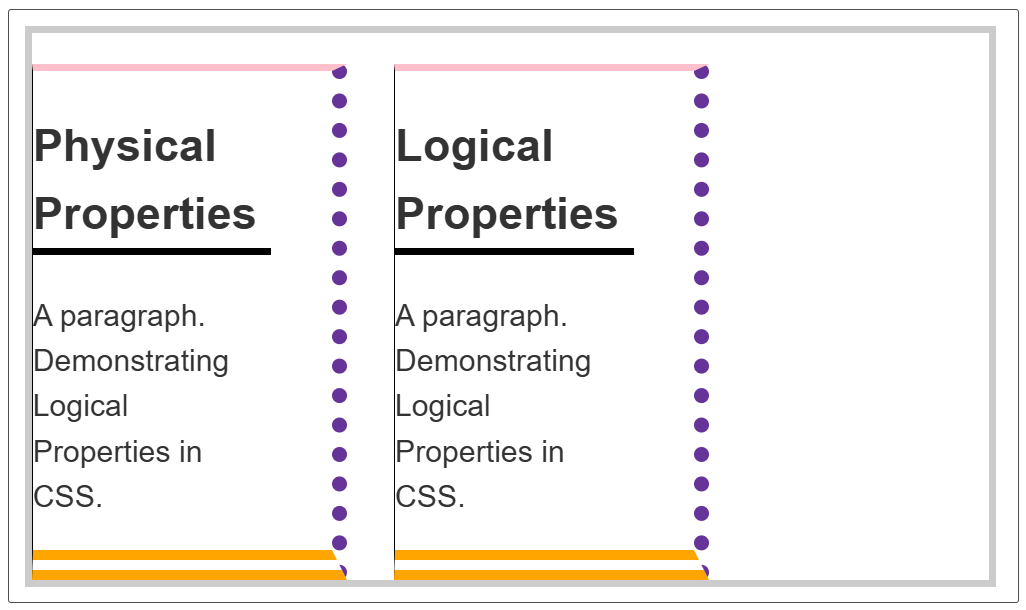 Physical
Properties
A paragraph.
Demonstrating
Logical
Properties in
CSS.
Logical
Properties
A paragraph.
Demonstrating
Logical
Properties in
CSS.